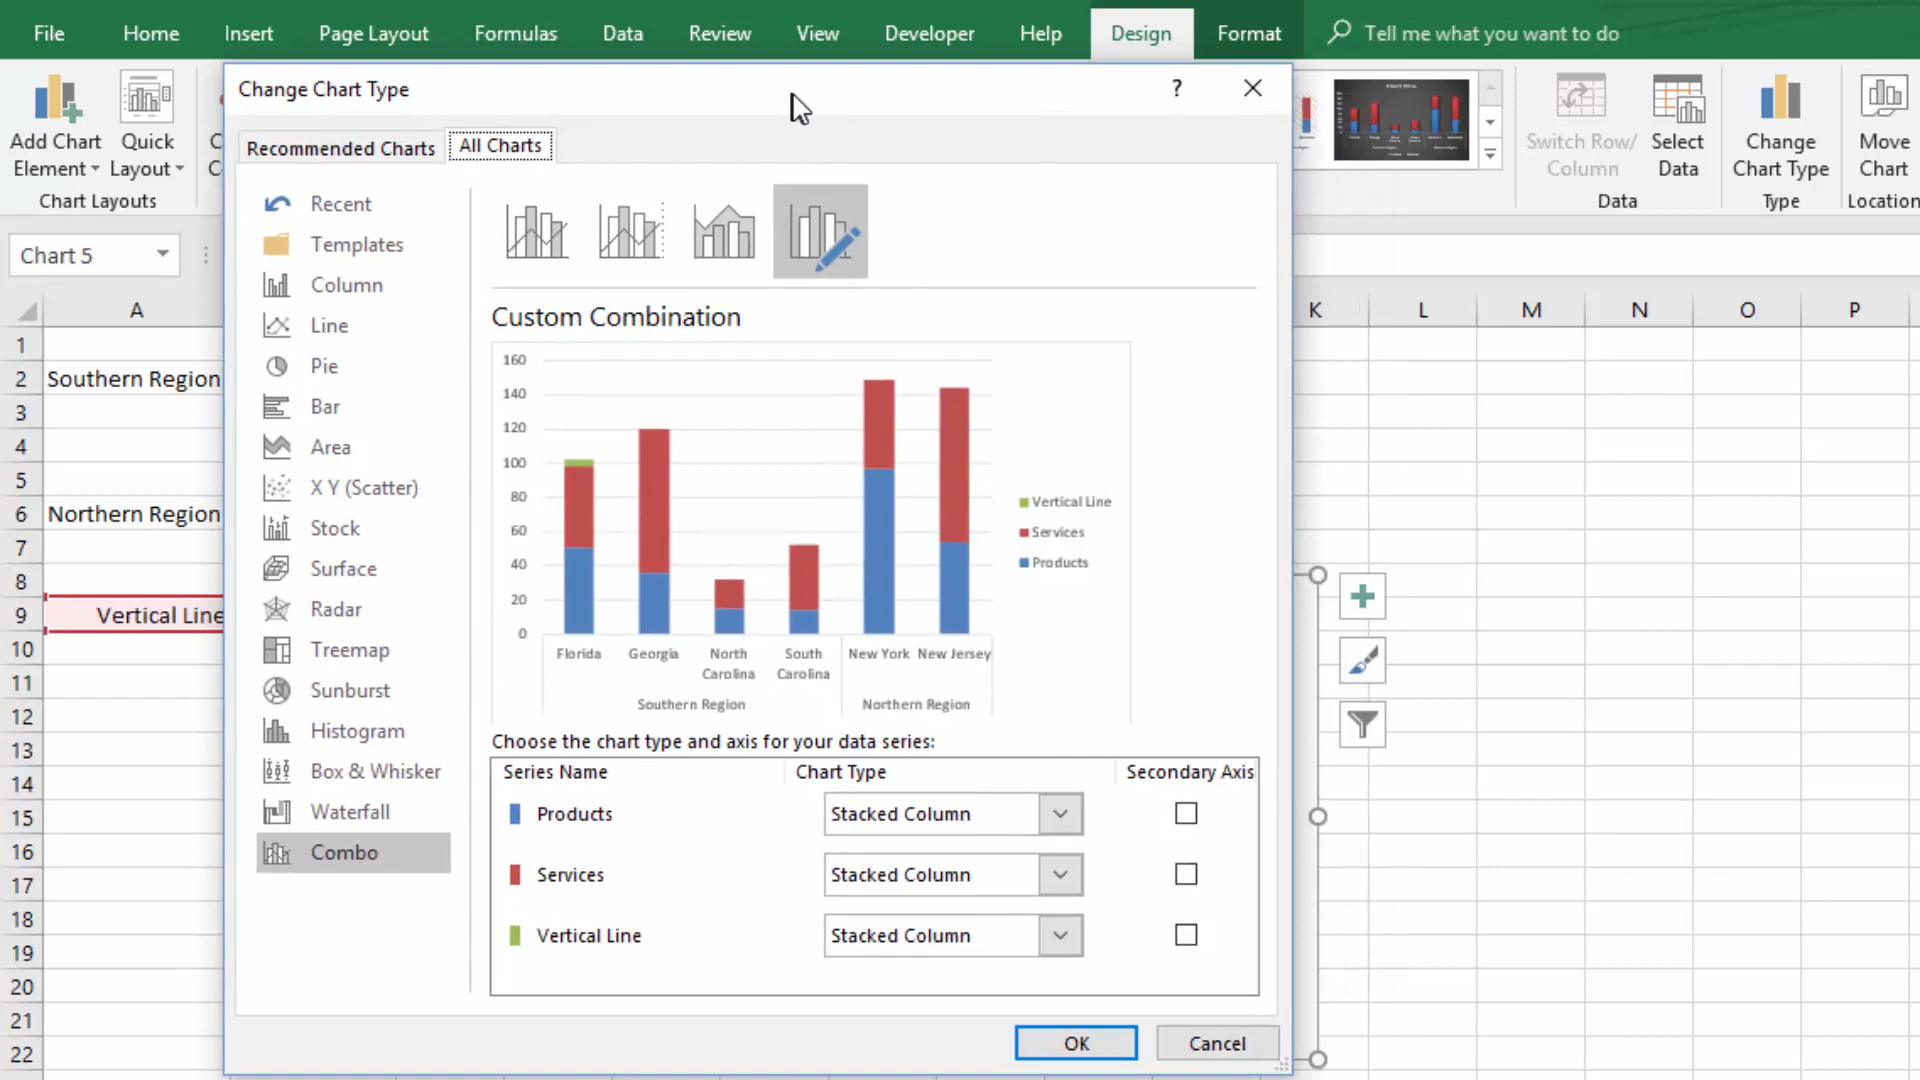 File Home Insert Page Layout Formulas Data Review View Developer Help Design Format Tell me what you want to do
Change Chart Type ?
Add Chart Element
Quick Layout
Chart Layouts
Switch Row/ Column
Select Data
Data
Change Chart Type
Type
Move Chart
Location
Recommended Charts All Charts
Chart 5
Recent
Templates
Column
Line
Pie
Bar
Area
X Y (Scatter)
Stock
Surface
Radar
Treemap
Sunburst
Histogram
Box & Whisker
Waterfall
Combo
Custom Combination
160
140
120
100
80
60
40
20
0
Florida Georgia North Carolina South Carolina New York New Jersey
Southern Region Northern Region
Vertical Line
Services
Products
Choose the chart type and axis for your data series:
Series Name Chart Type Secondary Axis
Products Stacked Column
Services Stacked Column
Vertical Line Stacked Column
OK Cancel
A K L M N O P
1
2 Southern Region
3
4
5
6 Northern Region
7
8
9 Vertical Line
10
11
12
13
14
15
16
17
18
19
20
21
22